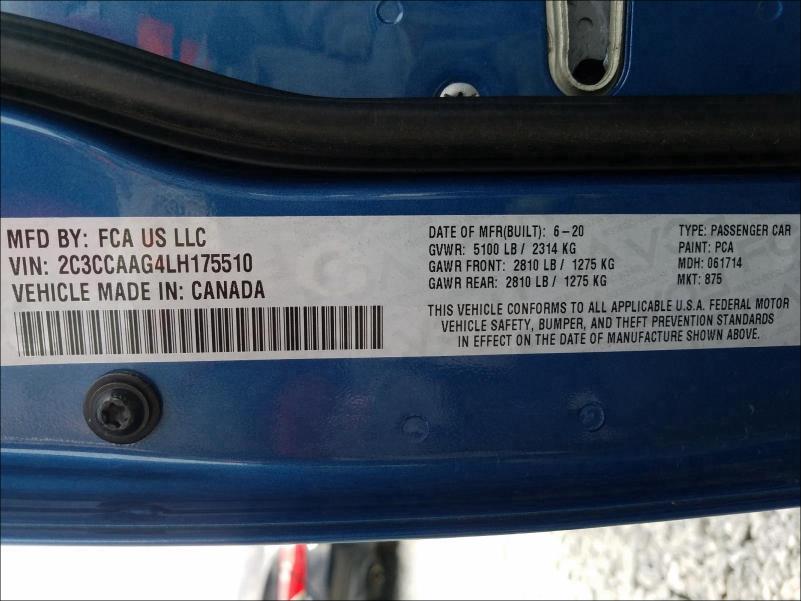 MFD BY: FCA US LLC
VIN: 2C3CCAAG4LH175510
VEHICLE MADE IN: CANADA
DATE OF MFR(BUILT): 6-20
GVWR: 5100 LB / 2314 KG
GAWR FRONT: 2810 LB / 1275 KG
GAWR REAR: 2810 LB / 1275 KG
TYPE: PASSENGER CAR
PAINT: PCA
MDH: 061714
MKT: 875
THIS VEHICLE CONFORMS TO ALL APPLICABLE U.S.A. FEDERAL MOTOR
VEHICLE SAFETY, BUMPER, AND THEFT PREVENTION STANDARDS
IN EFFECT ON THE DATE OF MANUFACTURE SHOWN ABOVE.